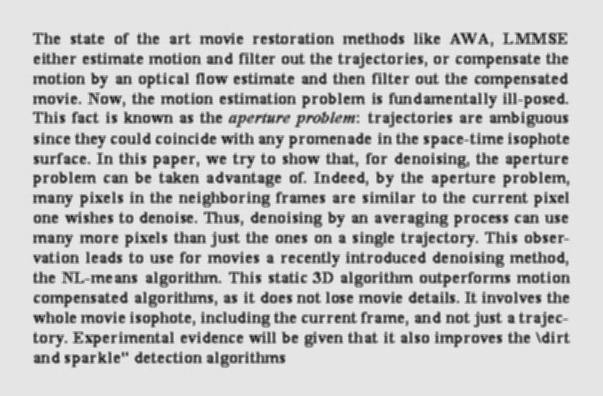 The state of the art movie restoration methods like AWA, LMMSE
either estimate motion and filter out the trajectories, or compensate the
motion by an optical flow estimate and then filter out the compensated
movie. Now, the motion estimation problem is fundamentally ill-posed.
This fact is known as the aperture problem: trajectories are ambiguous
since they could coincide with any promenade in the space-time isophote
surface. In this paper, we try to show that, for denoising, the aperture
problem can be taken advantage of. Indeed, by the aperture problem,
many pixels in the neighboring frames are similar to the current pixel
one wishes to denoise. Thus, denoising by an averaging process can use
many more pixels than just the ones on a single trajectory. This obser-
vation leads to use for movies a recently introduced denoising method,
the NL-means algorithm. This static 3D algorithm outperforms motion
compensated algorithms, as it does not lose movie details. It involves the
whole movie isophote, including the current frame, and not just a trajec-
tory. Experimental evidence will be given that it also improves the \dirt
and sparkle" detection algorithms